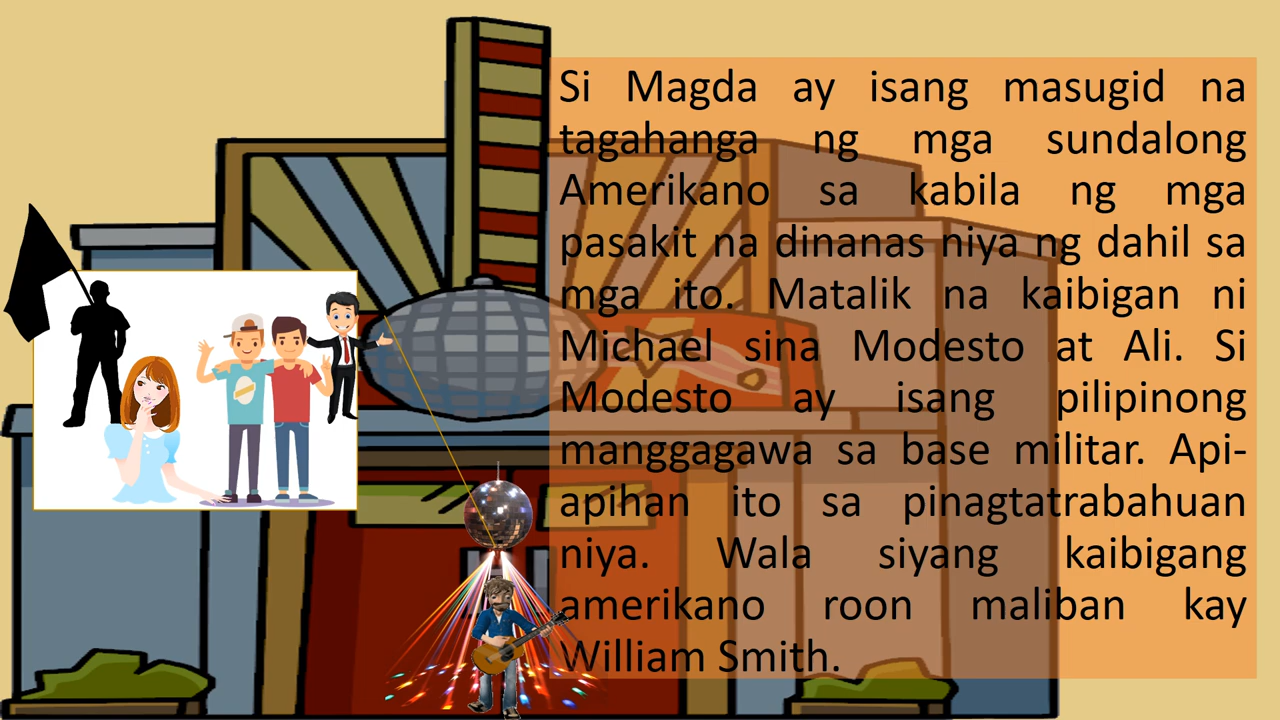 Si Magda ay isang masugid na
tagahanga ng mga sundalong
Amerikano sa kabila ng mga
pasakit na dinanas niya ng dahil sa
mga ito. Matalik na kaibigan ni
Michael sina Modesto at Ali. Si
Modesto ay isang pilipinong
manggagawa sa base militar. Api-
apihan ito sa pinagtatrabahuan
niya. Wala siyang kaibigang
amerikano roon maliban kay
William Smith.